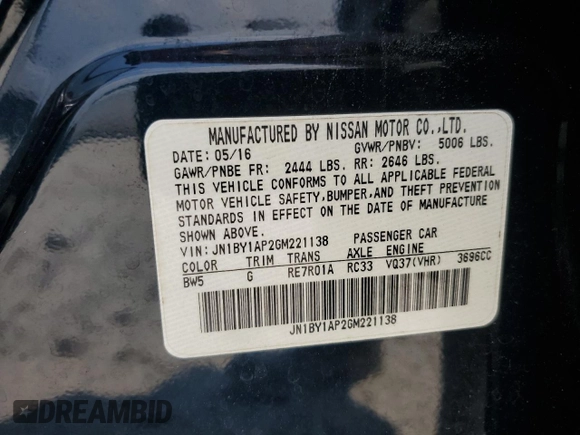 MANUFACTURED BY NISSAN MOTOR CO.,LTD.
DATE: 05/16 GVWR/PNBV: 5006 LBS.
GAWR/PNBE FR: 2444 LBS. RR: 2646 LBS.
THIS VEHICLE CONFORMS TO ALL APPLICABLE FEDERAL
MOTOR VEHICLE SAFETY,BUMPER,AND THEFT PREVENTION
STANDARDS IN EFFECT ON THE DATE OF MANUFACTURE
SHOWN ABOVE.
VIN: JN1BY1AP2GM221138 PASSENGER CAR
COLOR TRIM TRANS AXLE ENGINE
BW5 G RE7R01A RC33 VQ37(VHR) 3696CC
JN1BY1AP2GM221138
DREAMBID